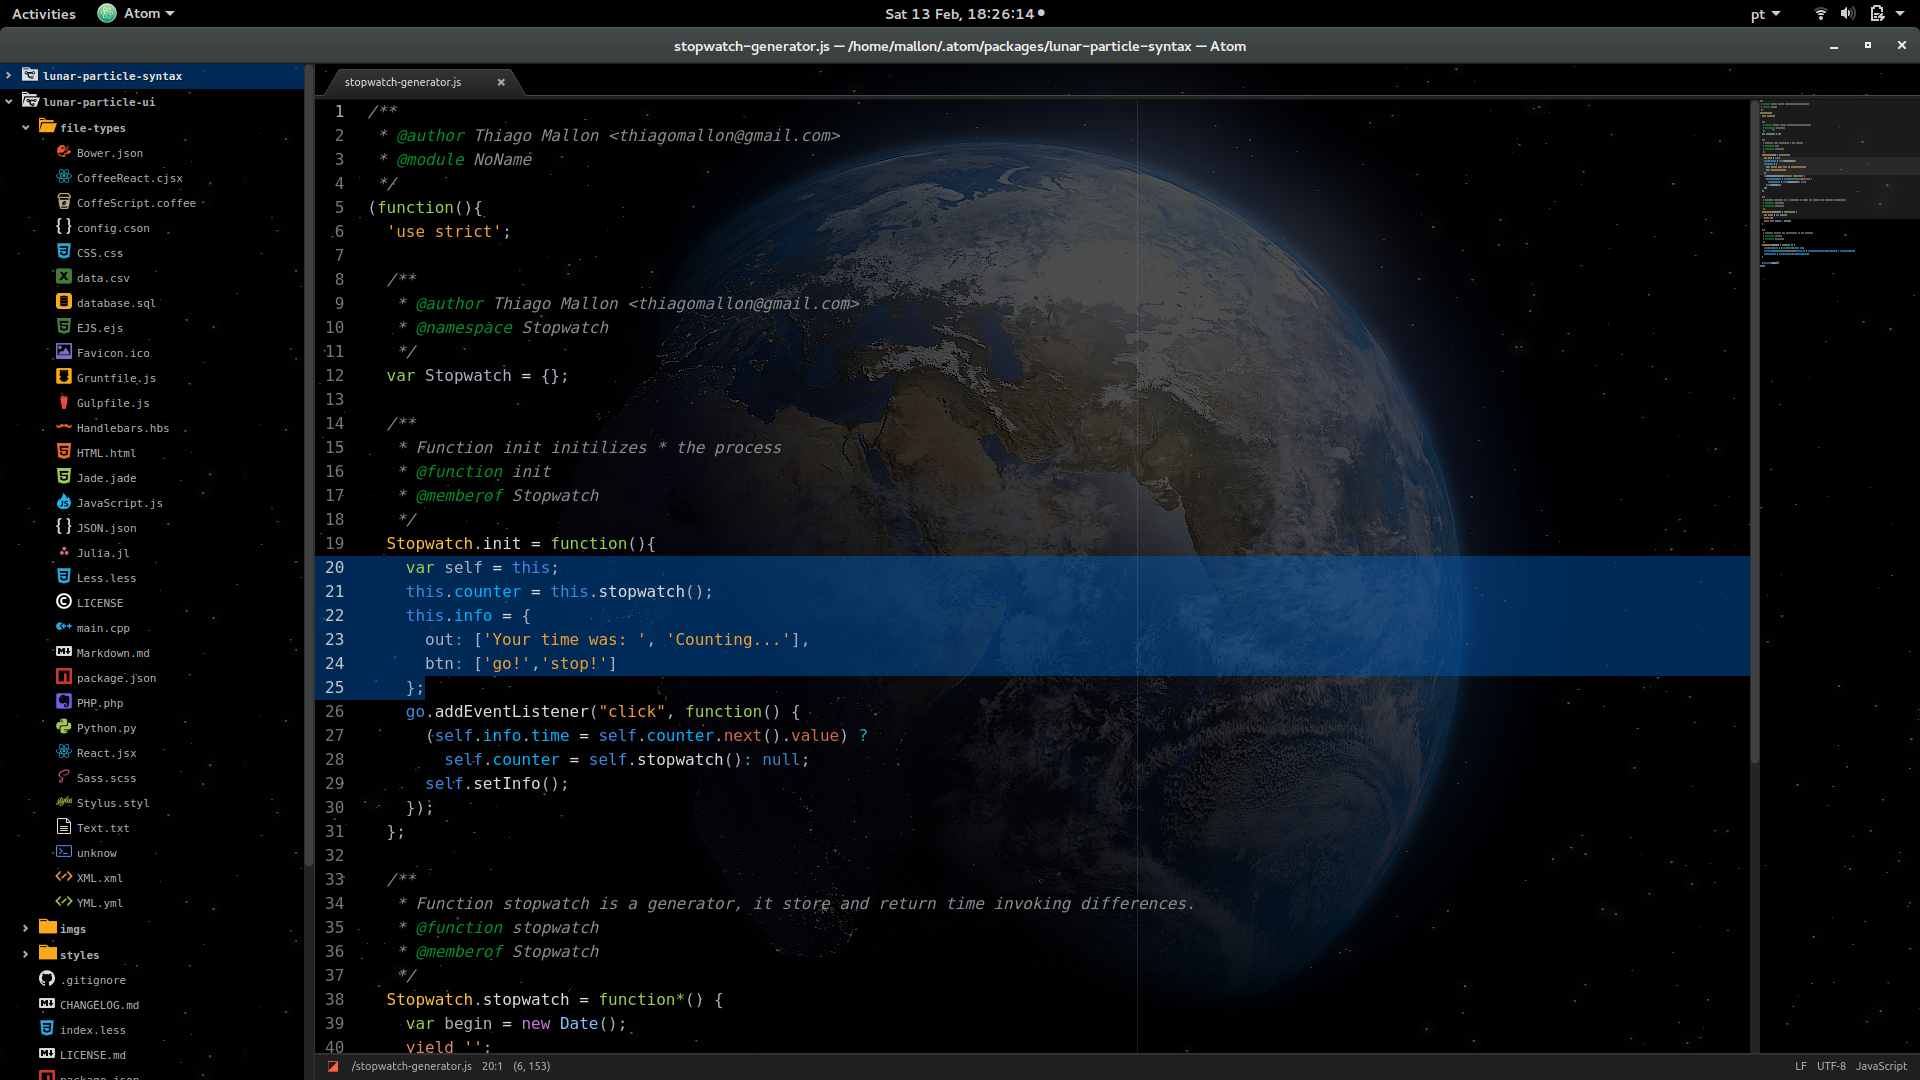 Activities Atom Sat 13 Feb, 18:26:14 pt
stopwatch-generator.js — /home/mallon/.atom/packages/lunar-particle-syntax — Atom
lunar-particle-syntax
lunar-particle-ui
file-types
Bower.json
CoffeeReact.cjsx
CoffeScript.coffee
config.cson
CSS.css
data.csv
database.sql
EJS.ejs
Favicon.ico
Gruntfile.js
Gulpfile.js
Handlebars.hbs
HTML.html
Jade.jade
JavaScript.js
JSON.json
Julia.jl
Less.less
LICENSE
main.cpp
Markdown.md
package.json
PHP.php
Python.py
React.jsx
Sass.scss
Stylus.styl
Text.txt
unknow
XML.xml
YML.yml
imgs
styles
.gitignore
CHANGELOG.md
index.less
LICENSE.md
package.json
stopwatch-generator.js
1 /**
2  * @author Thiago Mallon <thiagomallon@gmail.com>
3  * @module NoName
4  */
5 (function(){
6   'use strict';
7
8   /**
9    * @author Thiago Mallon <thiagomallon@gmail.com>
10    * @namespace Stopwatch
11    */
12   var Stopwatch = {};
13
14   /**
15    * Function init initilizes * the process
16    * @function init
17    * @memberof Stopwatch
18    */
19   Stopwatch.init = function(){
20     var self = this;
21     this.counter = this.stopwatch();
22     this.info = {
23       out: ['Your time was: ', 'Counting...'],
24       btn: ['go!','stop!']
25     };
26     go.addEventListener("click", function() {
27       (self.info.time = self.counter.next().value) ?
28         self.counter = self.stopwatch(): null;
29       self.setInfo();
30     });
31   };
32
33   /**
34    * Function stopwatch is a generator, it store and return time invoking differences.
35    * @function stopwatch
36    * @memberof Stopwatch
37    */
38   Stopwatch.stopwatch = function*() {
39     var begin = new Date();
40     yield '';
/stopwatch-generator.js 20:1 (6, 153) LF UTF-8 JavaScript